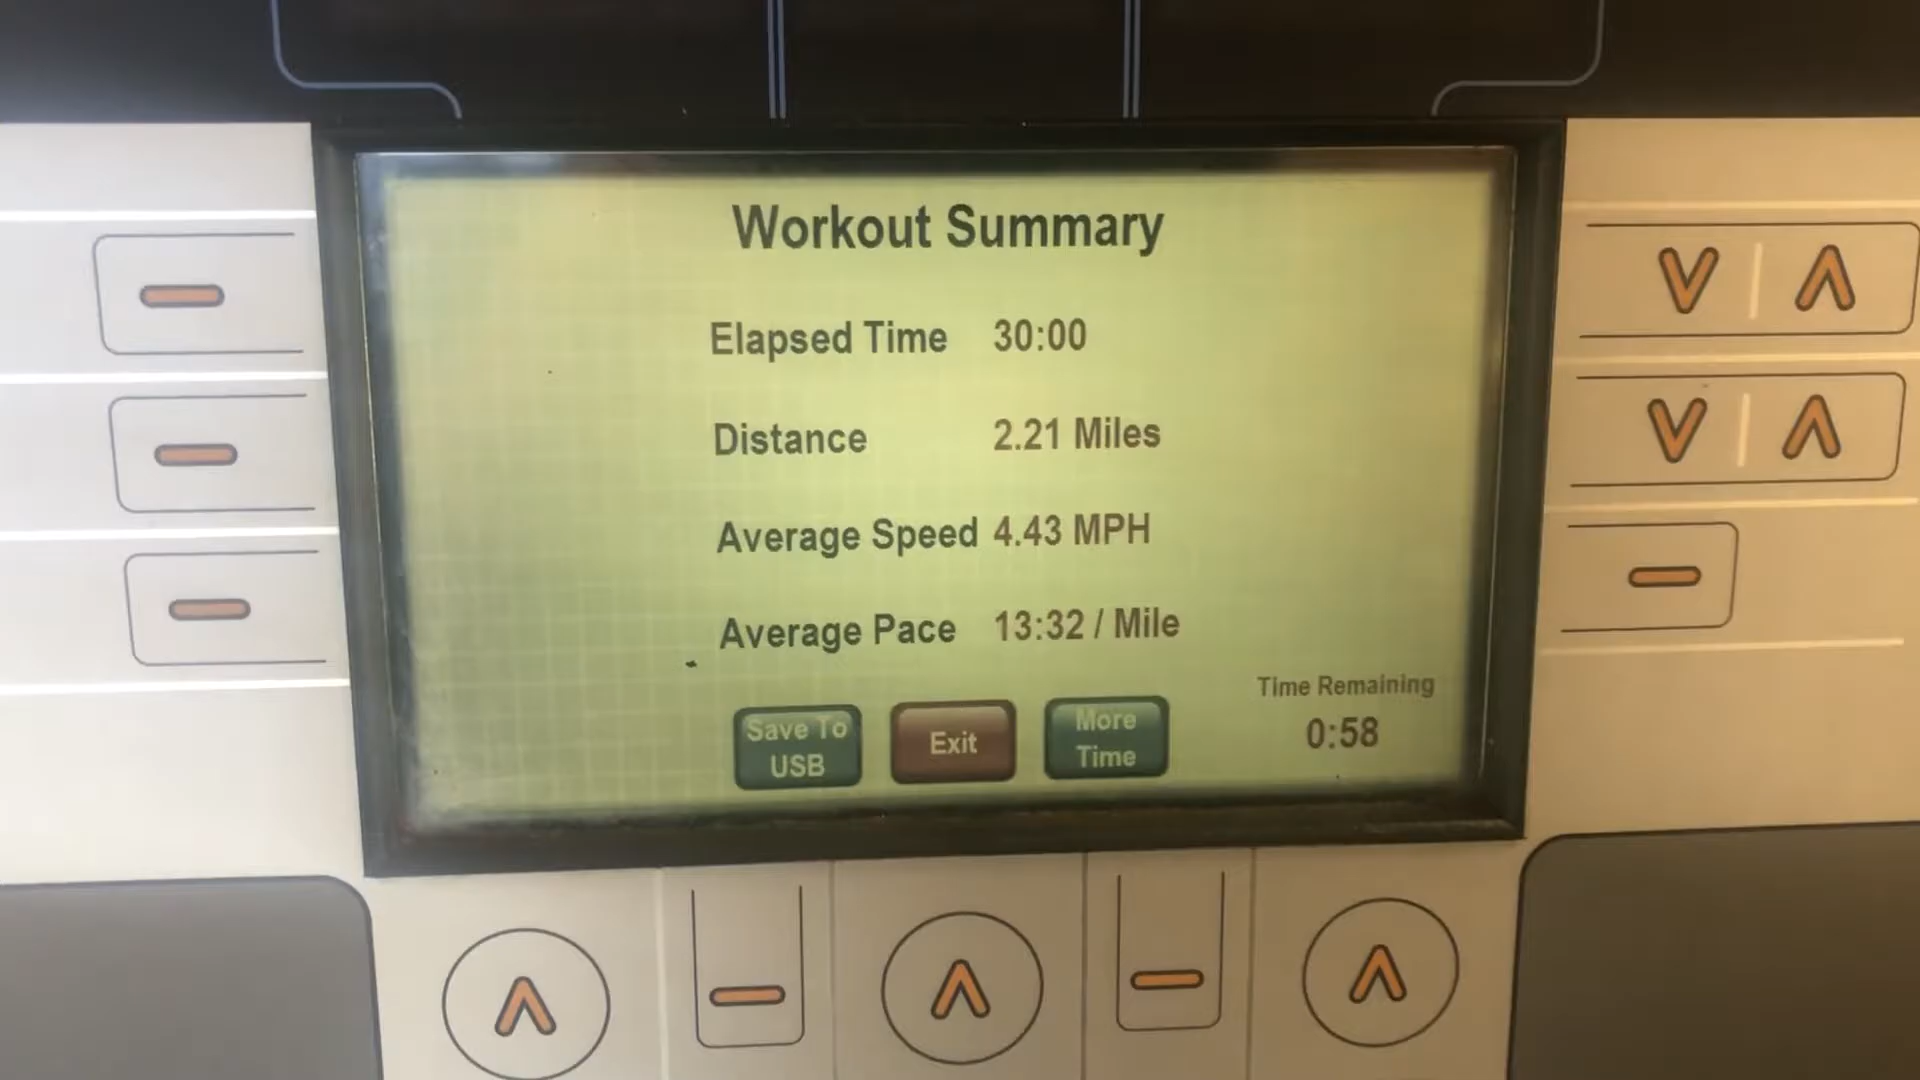 Workout Summary
Elapsed Time 30:00
Distance 2.21 Miles
Average Speed 4.43 MPH
Average Pace 13:32 / Mile
Save To
USB
Exit
More
Time
Time Remaining
0:58